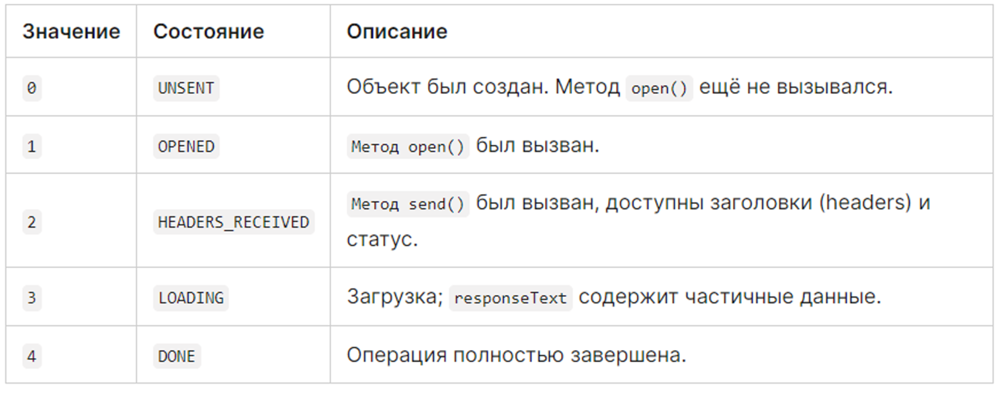 Значение Состояние Описание
0 UNSENT Объект был создан. Метод open() ещё не вызывался.
1 OPENED Метод open() был вызван.
2 HEADERS_RECEIVED Метод send() был вызван, доступны заголовки (headers) и
статус.
3 LOADING Загрузка; responseText содержит частичные данные.
4 DONE Операция полностью завершена.